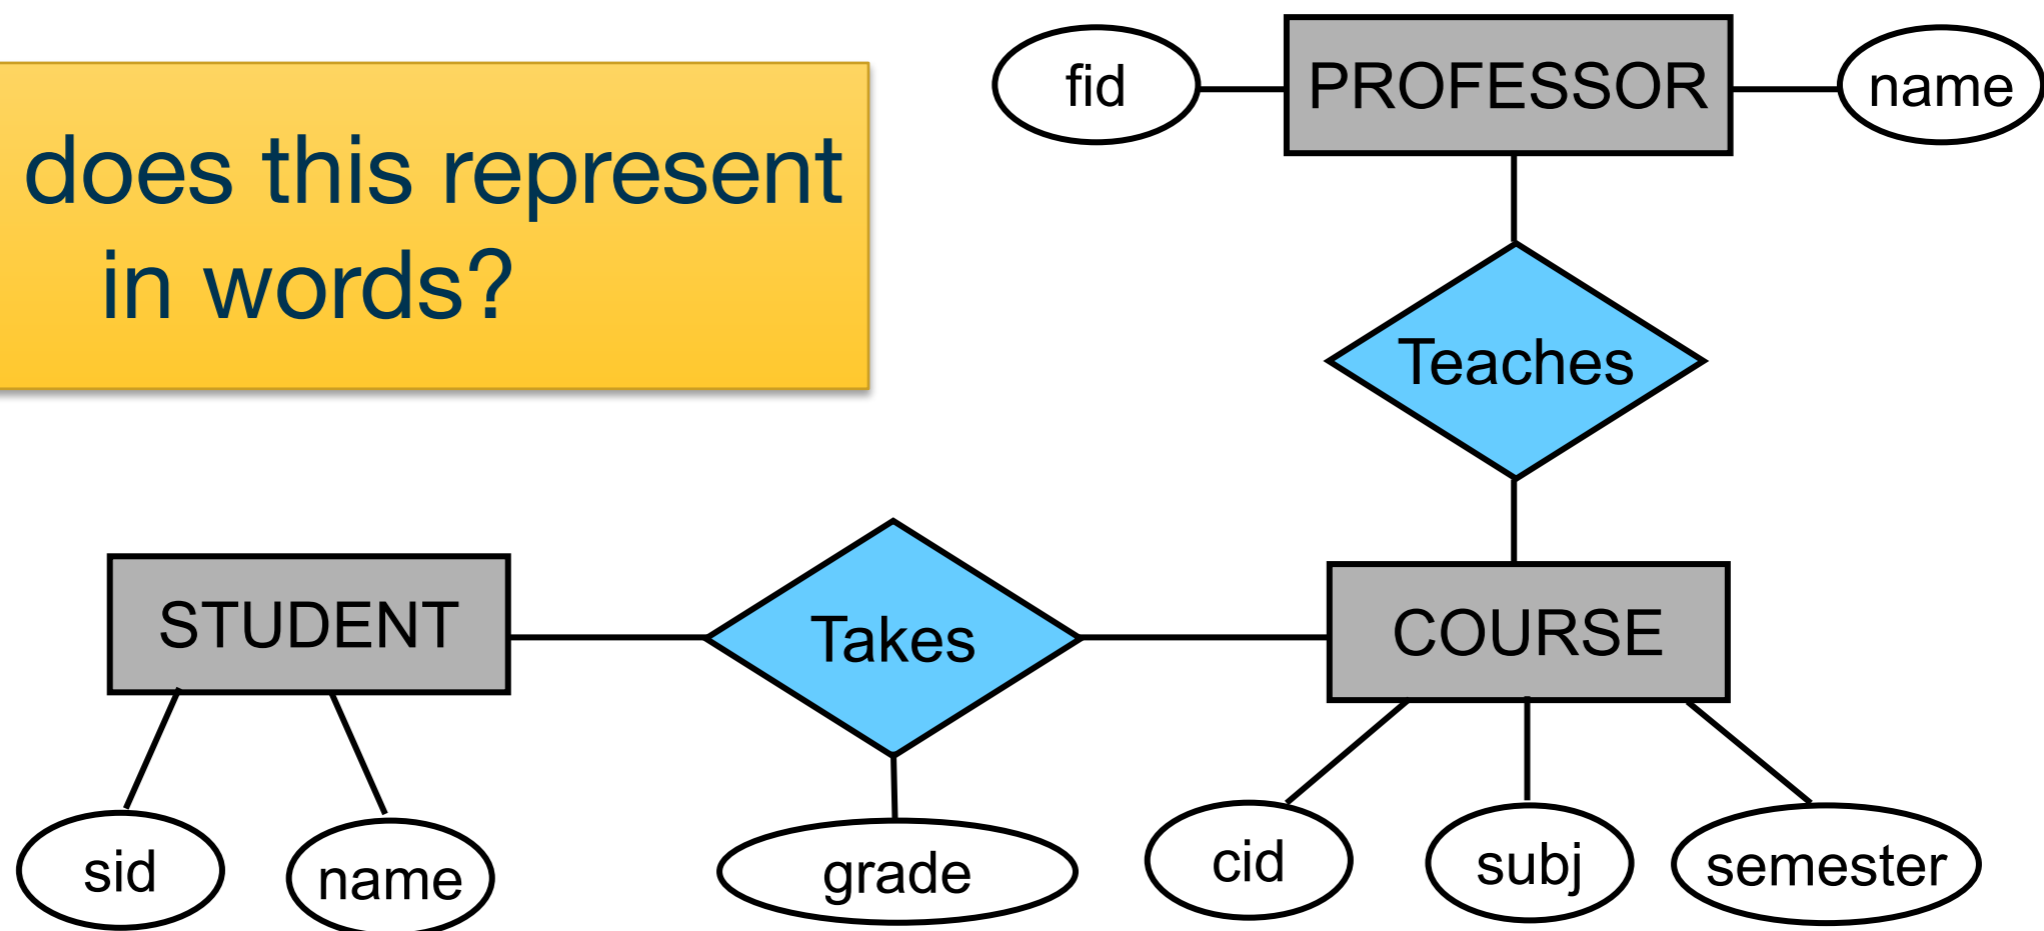 does this represent
in words?
fid
PROFESSOR
name
Teaches
STUDENT
Takes
COURSE
sid
name
grade
cid
subj
semester